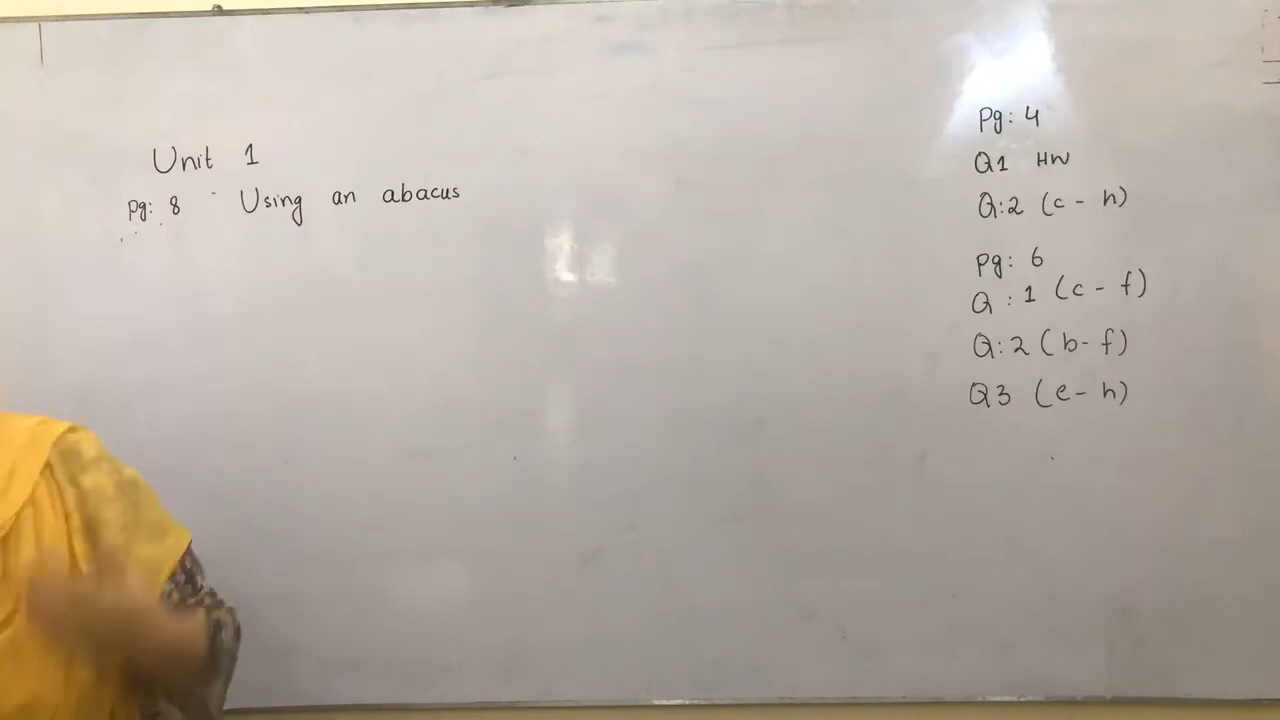 Unit 1
Pg: 8 Using an abacus
Pg: 4
Q1 HW
Q:2 (c - h)
Pg: 6
Q : 1 (c - f)
Q:2 (b - f)
Q3 (e - h)